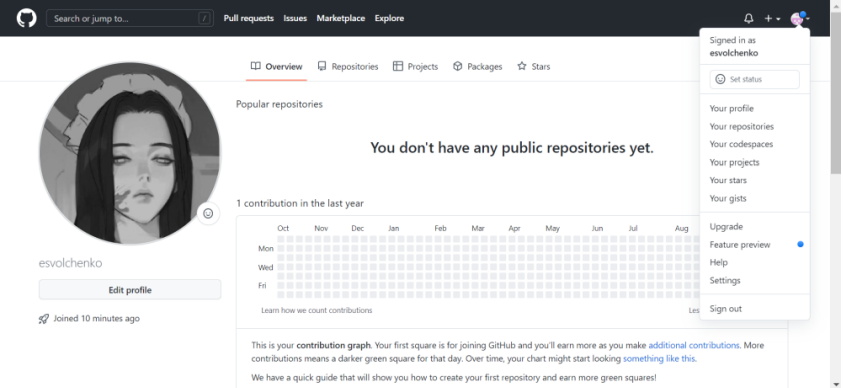 Search or jump to...
/
Pull requests Issues Marketplace Explore
Signed in as
esvolchenko
Set status
Your profile
Your repositories
Your codespaces
Your projects
Your stars
Your gists
Upgrade
Feature preview
Help
Settings
Sign out
Overview Repositories Projects Packages Stars
Popular repositories
You don't have any public repositories yet.
esvolchenko
Edit profile
Joined 10 minutes ago
1 contribution in the last year
Oct Nov Dec Jan Feb Mar Apr May Jun Jul Aug
Mon
Wed
Fri
Learn how we count contributions
Les
This is your contribution graph. Your first square is for joining GitHub and you'll earn more as you make additional contributions. More
contributions means a darker green square for that day. Over time, your chart might start looking something like this.
We have a quick guide that will show you how to create your first repository and earn more green squares!